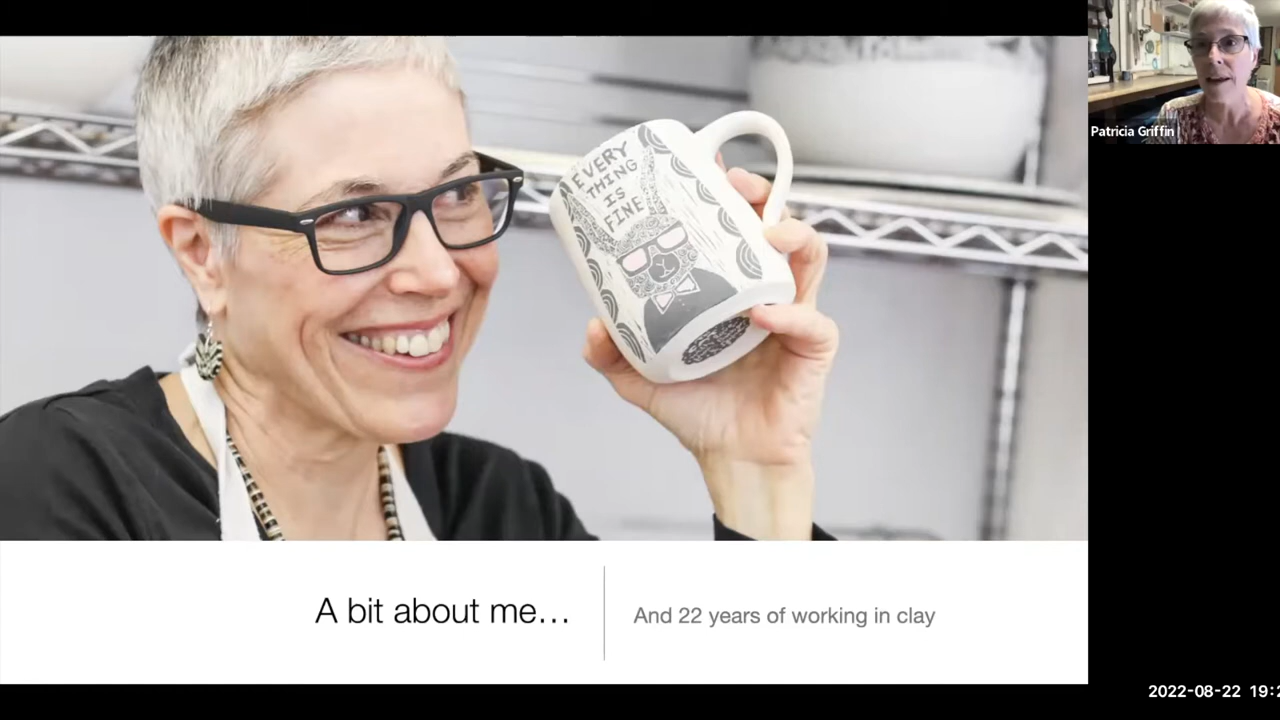 EVERY
THING
IS
FINE
Patricia Griffin
A bit about me...
And 22 years of working in clay
2022-08-22 19:2